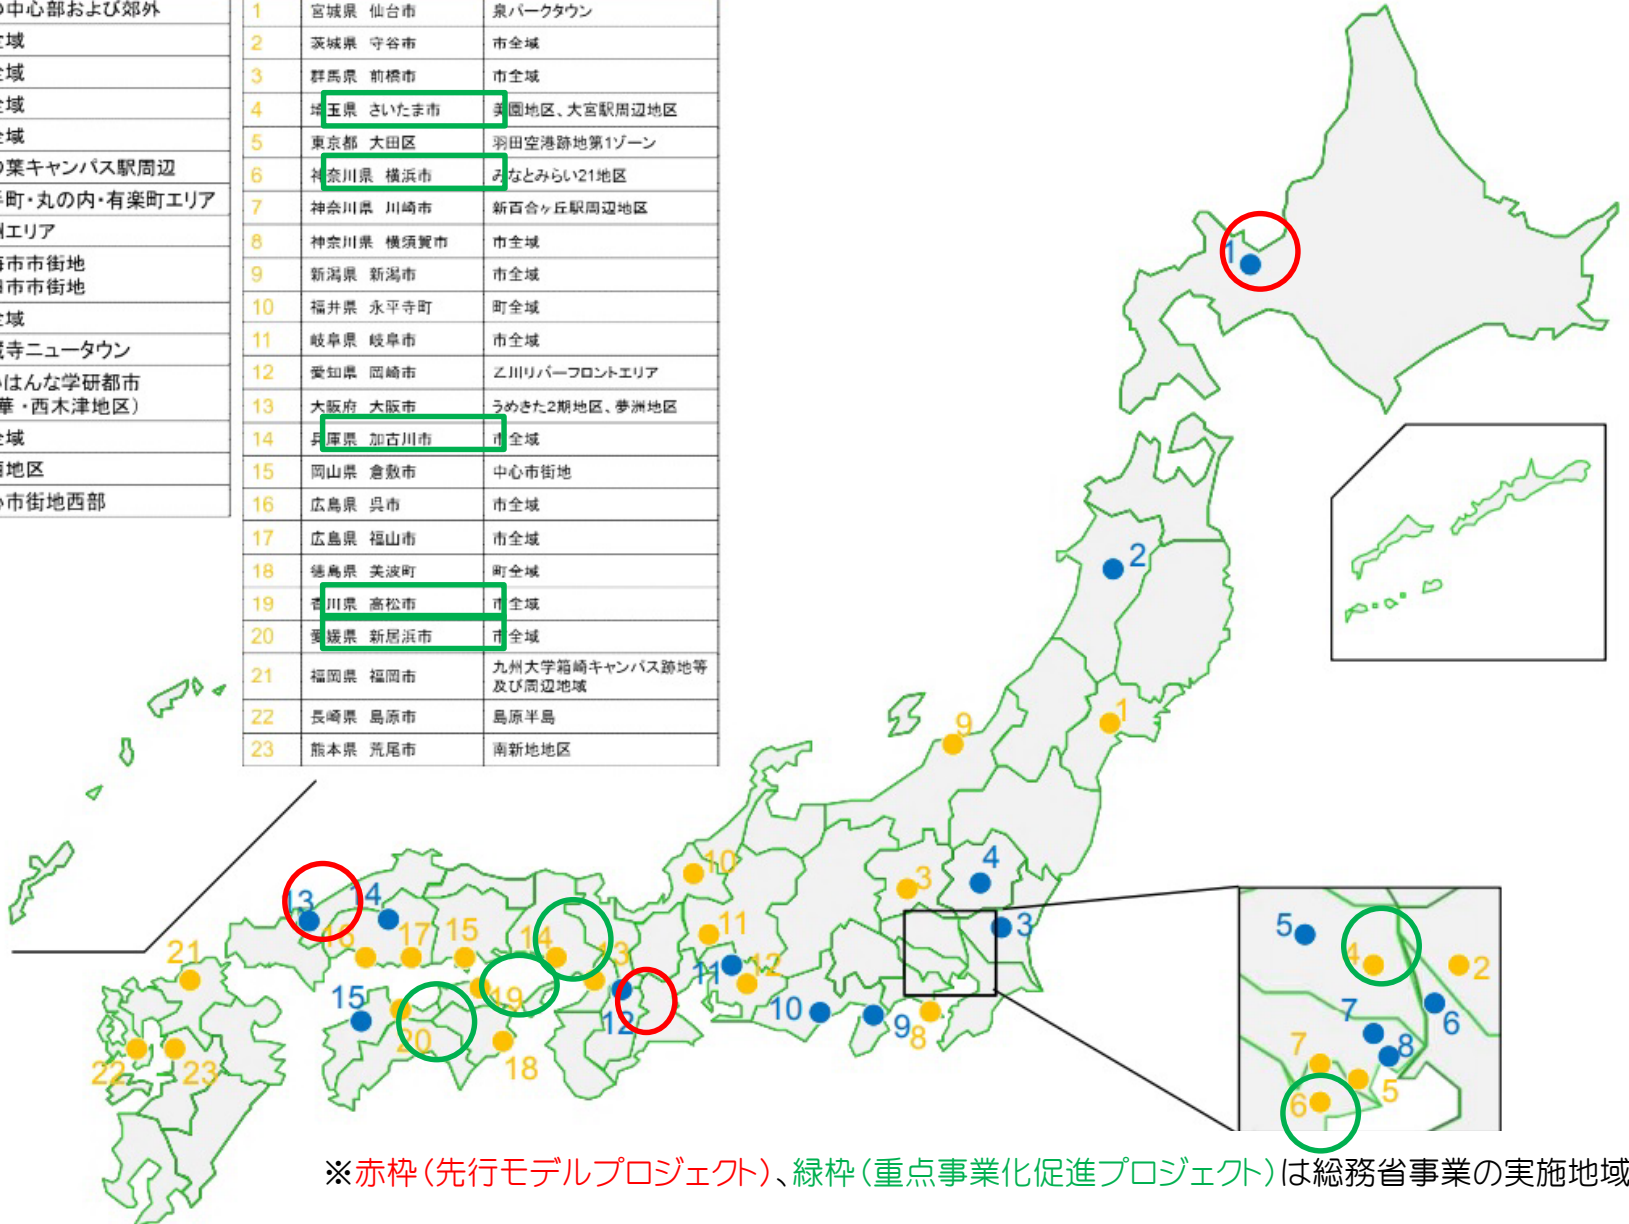 の中心部および郊外
全域
全域
全域
全域
の葉キャンパス駅周辺
手町・丸の内・有楽町エリア
州エリア
海市市街地
田市市街地
全域
蔵寺ニュータウン
いはんな学研都市
華・西木津地区）
全域
南地区
心市街地西部
1 宮城県 仙台市 泉パークタウン
2 茨城県 守谷市 市全域
3 群馬県 前橋市 市全域
4 埼玉県 さいたま市 美園地区、大宮駅周辺地区
5 東京都 大田区 羽田空港跡地第1ゾーン
6 神奈川県 横浜市 みなとみらい21地区
7 神奈川県 川崎市 新百合ヶ丘駅周辺地区
8 神奈川県 横須賀市 市全域
9 新潟県 新潟市 市全域
10 福井県 永平寺町 町全域
11 岐阜県 岐阜市 市全域
12 愛知県 岡崎市 乙川リバーフロントエリア
13 大阪府 大阪市 うめきた2期地区、夢洲地区
14 兵庫県 加古川市 市全域
15 岡山県 倉敷市 中心市街地
16 広島県 呉市 市全域
17 広島県 福山市 市全域
18 徳島県 美波町 町全域
19 香川県 高松市 市全域
20 愛媛県 新居浜市 市全域
21 福岡県 福岡市 九州大学箱崎キャンパス跡地等
及び周辺地域
22 長崎県 島原市 島原半島
23 熊本県 荒尾市 南新地地区
1
2
1
9
4
10
3
13
14
3
11
16
17
15
14
13
21
11
12
15
19
12
10
9
8
20
18
22
23
5
4
2
7
6
8
7
5
6
※赤枠（先行モデルプロジェクト）、緑枠（重点事業化促進プロジェクト）は総務省事業の実施地域